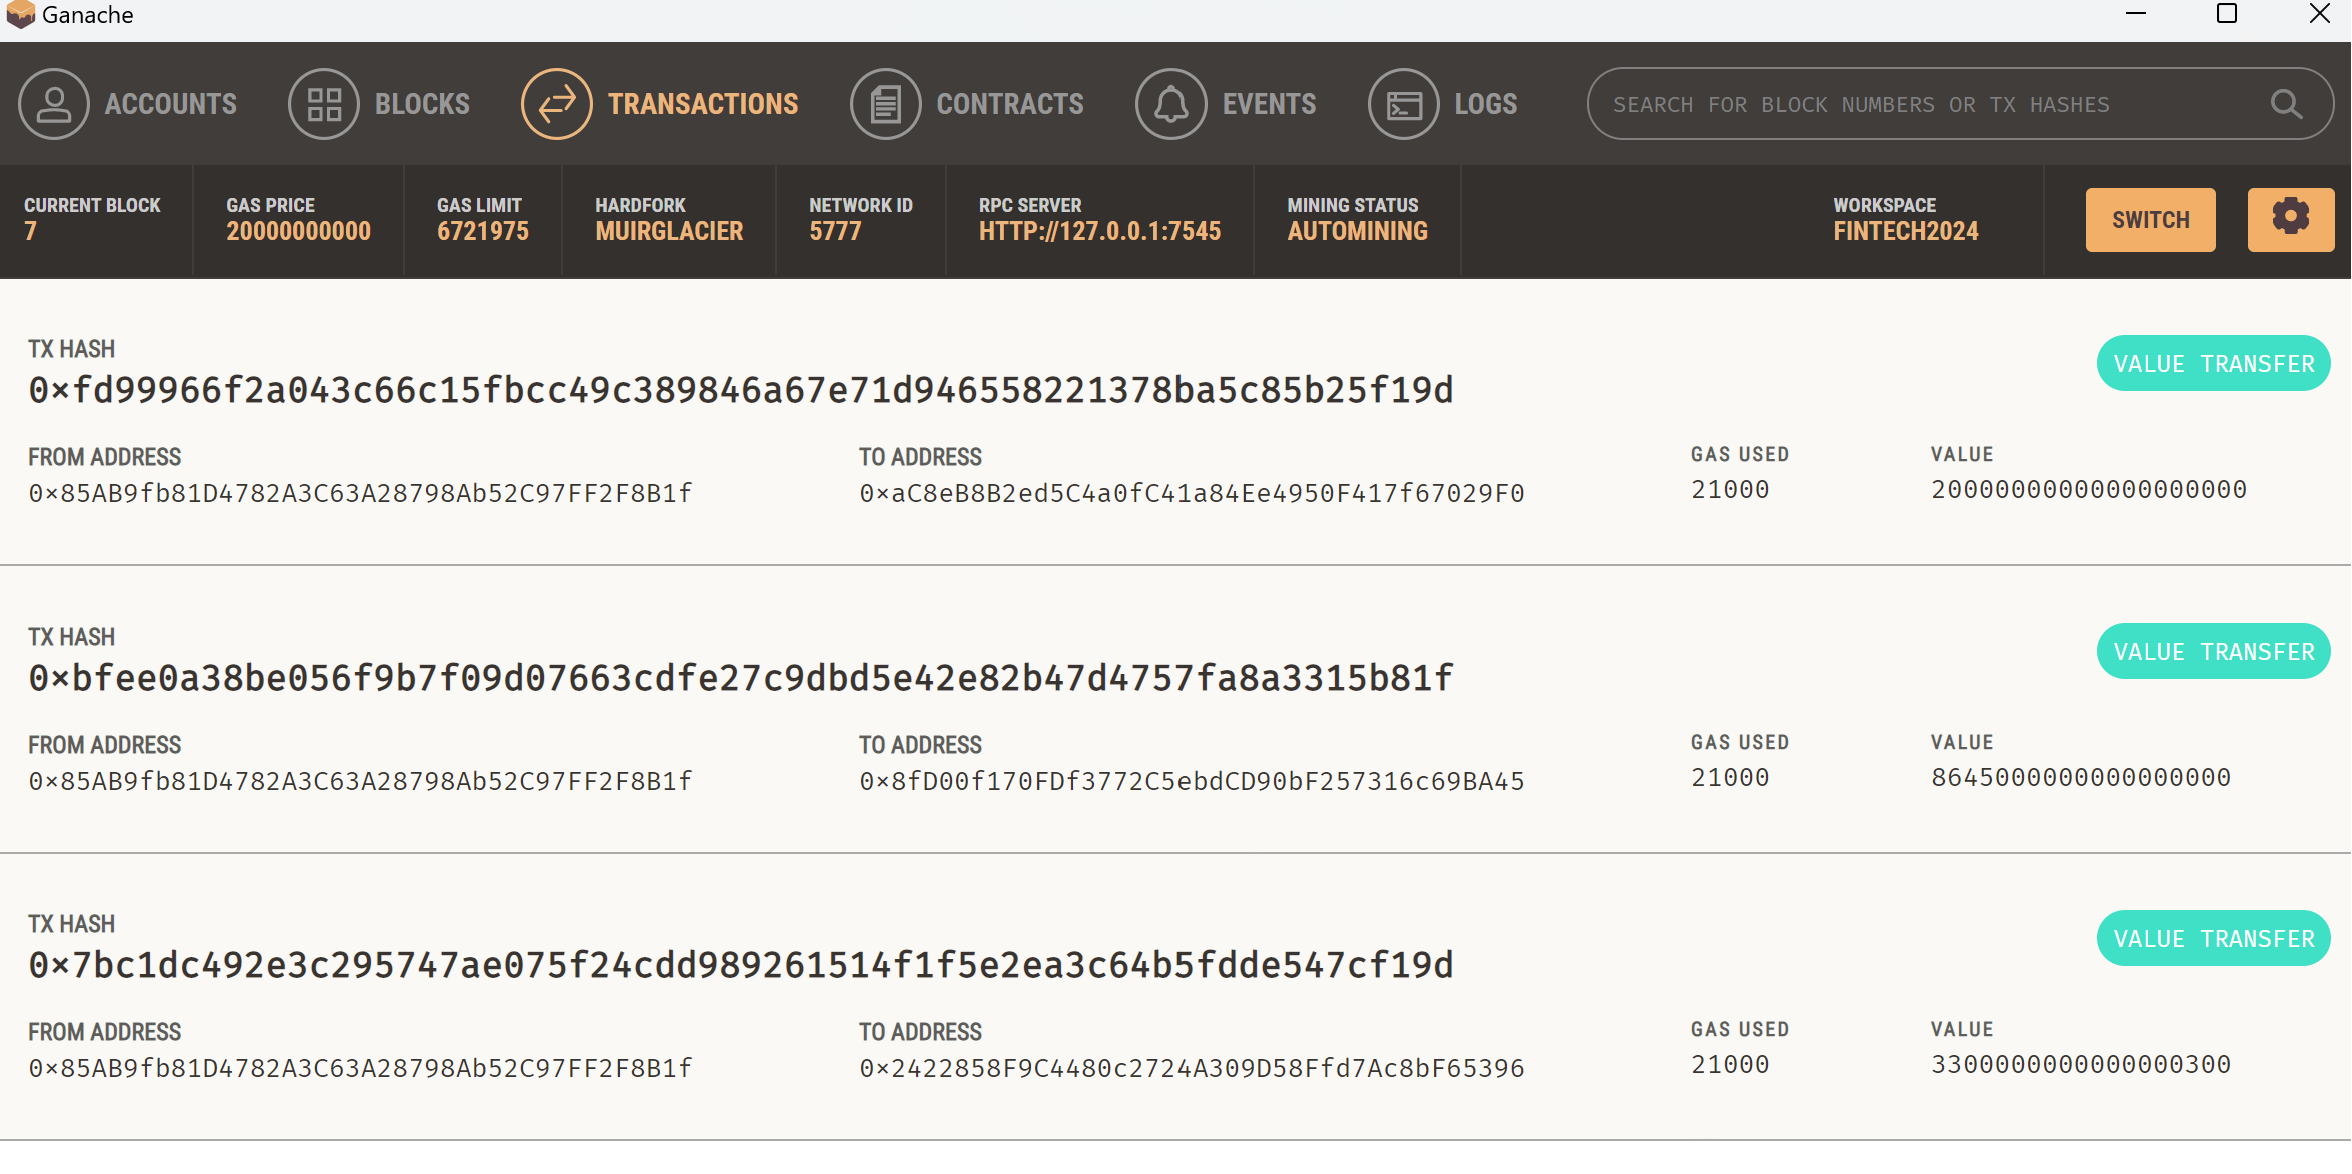 Ganache
ACCOUNTS BLOCKS TRANSACTIONS CONTRACTS EVENTS LOGS SEARCH FOR BLOCK NUMBERS OR TX HASHES
CURRENT BLOCK GAS PRICE GAS LIMIT HARDFORK NETWORK ID RPC SERVER MINING STATUS WORKSPACE SWITCH
7 20000000000 6721975 MUIRGLACIER 5777 HTTP://127.0.0.1:7545 AUTOMINING FINTECH2024
TX HASH VALUE TRANSFER
0×fd99966f2a043c66c15fbcc49c389846a67e71d946558221378ba5c85b25f19d
FROM ADDRESS TO ADDRESS GAS USED VALUE
0×85AB9fb81D4782A3C63A28798Ab52C97FF2F8B1f 0×aC8eB8B2ed5C4a0fC41a84Ee4950F417f67029F0 21000 20000000000000000000
TX HASH VALUE TRANSFER
0×bfee0a38be056f9b7f09d07663cdfe27c9dbd5e42e82b47d4757fa8a3315b81f
FROM ADDRESS TO ADDRESS GAS USED VALUE
0×85AB9fb81D4782A3C63A28798Ab52C97FF2F8B1f 0×8fD00f170FDf3772C5ebdCD90bF257316c69BA45 21000 8645000000000000000
TX HASH VALUE TRANSFER
0×7bc1dc492e3c295747ae075f24cdd989261514f1f5e2ea3c64b5fdde547cf19d
FROM ADDRESS TO ADDRESS GAS USED VALUE
0×85AB9fb81D4782A3C63A28798Ab52C97FF2F8B1f 0×2422858F9C4480c2724A309D58Ffd7Ac8bF65396 21000 3300000000000000300